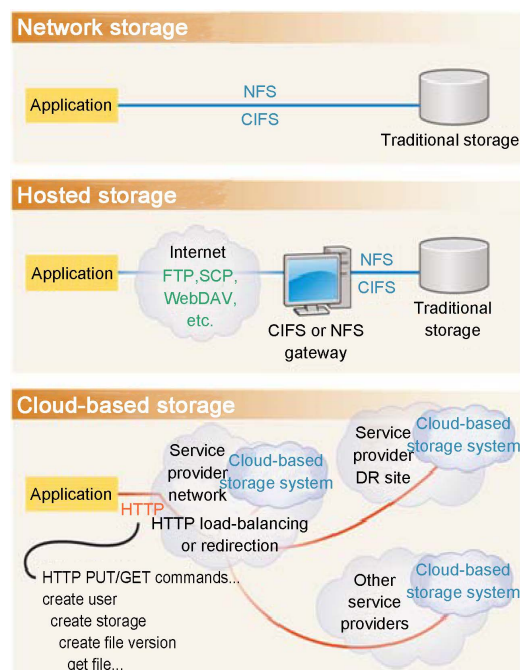 Network storage
Application
NFS
CIFS
Traditional storage
Hosted storage
Application
Internet
FTP,SCP,
WebDAV,
etc.
CIFS or NFS
gateway
NFS
CIFS
Traditional
storage
Cloud-based storage
Application
HTTP
Service
provider
network
Cloud-based
storage system
HTTP load-balancing
or redirection
Service
provider
DR site
Cloud-based
storage system
Other
service
providers
Cloud-based
storage system
HTTP PUT/GET commands...
create user
create storage
create file version
get file...